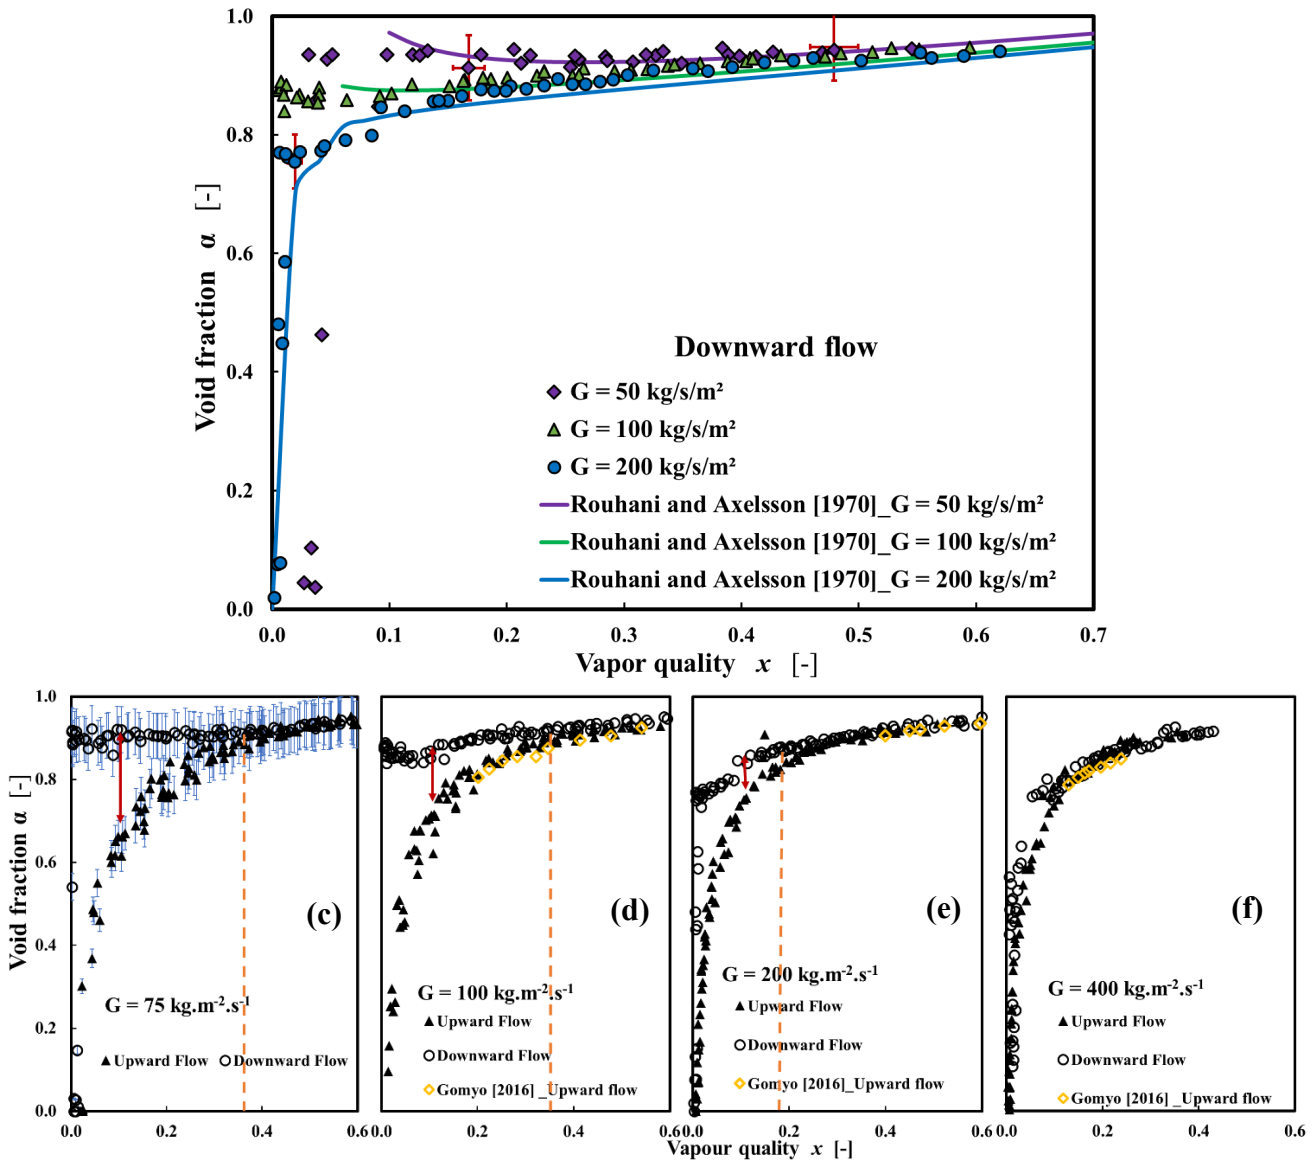 1.0
0.8
0.6
0.4
0.2
0.0
Void fraction α [-]
Downward flow
G = 50 kg/s/m²
G = 100 kg/s/m²
G = 200 kg/s/m²
Rouhani and Axelsson [1970]_G = 50 kg/s/m²
Rouhani and Axelsson [1970]_G = 100 kg/s/m²
Rouhani and Axelsson [1970]_G = 200 kg/s/m²
0.0 0.1 0.2 0.3 0.4 0.5 0.6 0.7
Vapor quality x [-]
1.0
0.8
0.6
0.4
0.2
0.0
Void fraction α [-]
(c)
G = 75 kg.m⁻².s⁻¹
Upward Flow Downward Flow
0.0 0.2 0.4 0.6
(d)
G = 100 kg.m⁻².s⁻¹
Upward Flow
Downward Flow
Gomyo [2016] _Upward flow
0.0 0.2 0.4 0.6
(e)
G = 200 kg.m⁻².s⁻¹
Upward Flow
Downward Flow
Gomyo [2016]_Upward flow
0.0 0.2 0.4 0.6
(f)
G = 400 kg.m⁻².s⁻¹
Upward Flow
Downward Flow
Gomyo [2016] _Upward flow
0.0 0.2 0.4 0.6
Vapour quality x [-]